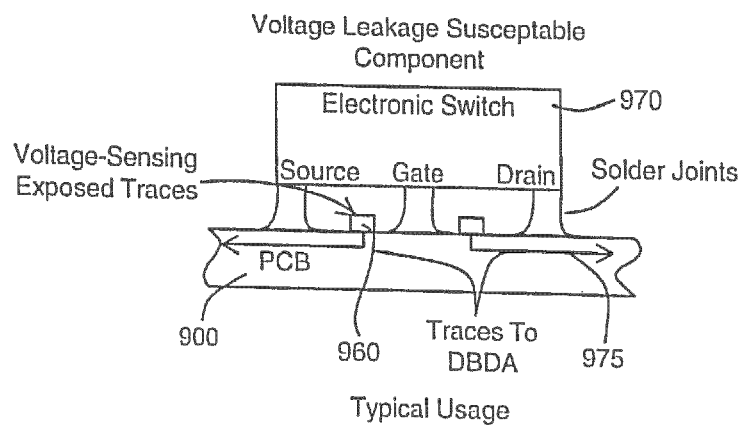 Voltage Leakage Susceptable
Component
Electronic Switch
970
Voltage-Sensing
Exposed Traces
Source Gate Drain
Solder Joints
PCB
900
960
Traces To
DBDA
975
Typical Usage